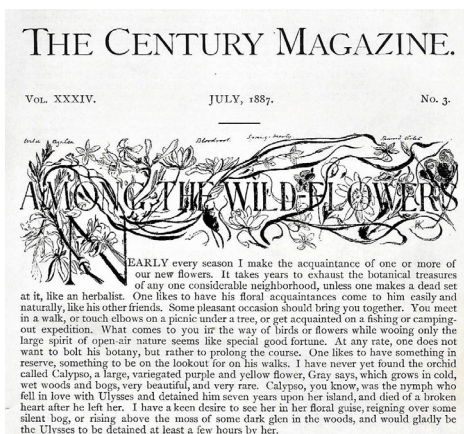 THE CENTURY MAGAZINE.
VOL. XXXIV. JULY, 1887. No. 3.
Wild Azalea Bloodroot
AMONG THE WILD-FLOWERS
NEARLY every season I make the acquaintance of one or more of
our new flowers. It takes years to exhaust the botanical treasures
of any one considerable neighborhood, unless one makes a dead set
at it, like an herbalist. One likes to have his floral acquaintances come to him easily and
naturally, like his other friends. Some pleasant occasion should bring you together. You meet
in a walk, or touch elbows on a picnic under a tree, or get acquainted on a fishing or camping-
out expedition. What comes to you in the way of birds or flowers while wooing only the
large spirit of open-air nature seems like special good fortune. At any rate, one does not
want to bolt his botany, but rather to prolong the course. One likes to have something in
reserve, something to be on the lookout for on his walks. I have never yet found the orchid
called Calypso, a large, variegated purple and yellow flower, Gray says, which grows in cold,
wet woods and bogs, very beautiful, and very rare. Calypso, you know, was the nymph who
fell in love with Ulysses and detained him seven years upon her island, and died of a broken
heart after he left her. I have a keen desire to see her in her floral guise, reigning over some
silent bog, or rising above the moss of some dark glen in the woods, and would gladly be
the Ulysses to be detained at least a few hours by her.